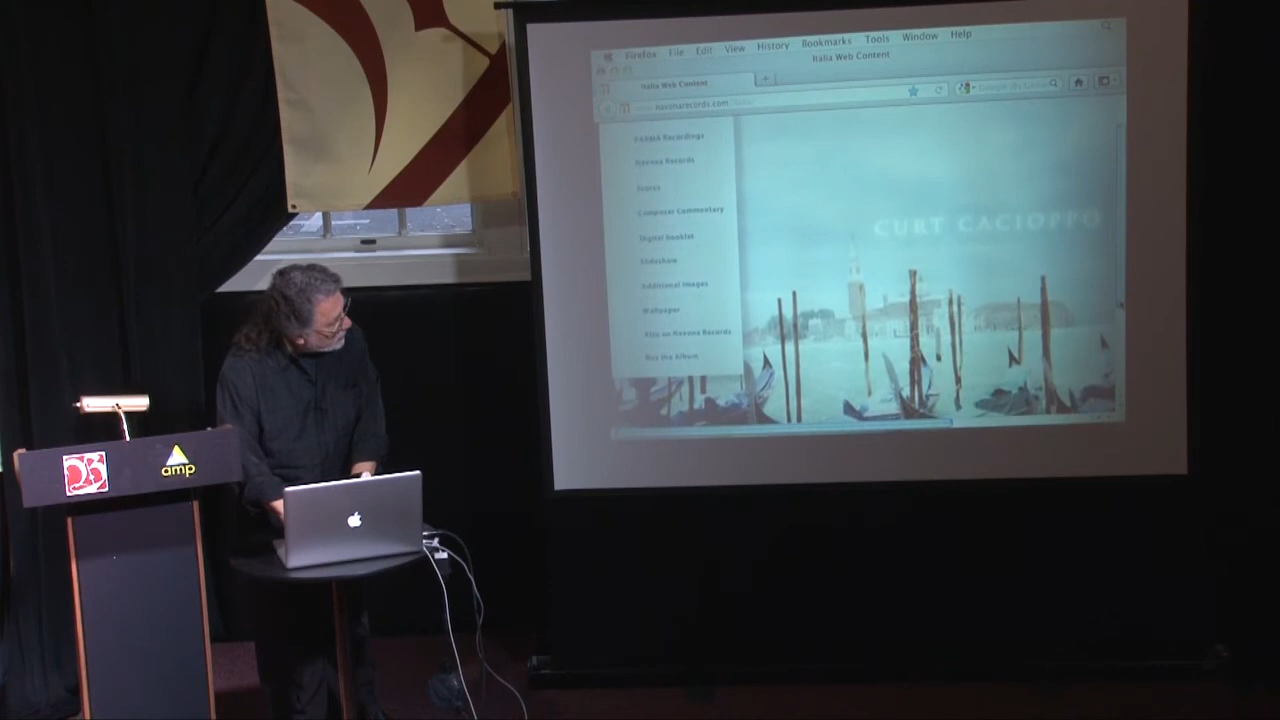 Firefox File Edit View History Bookmarks Tools Window Help
Italia Web Content
Italia Web Content
navonarecords.com
PARMA Recordings
Navona Records
Scores
Composer Commentary
Digital Booklet
Slideshow
Additional Images
Wallpaper
Also on Navona Records
Buy the Album
CURT CACIOPPO
amp